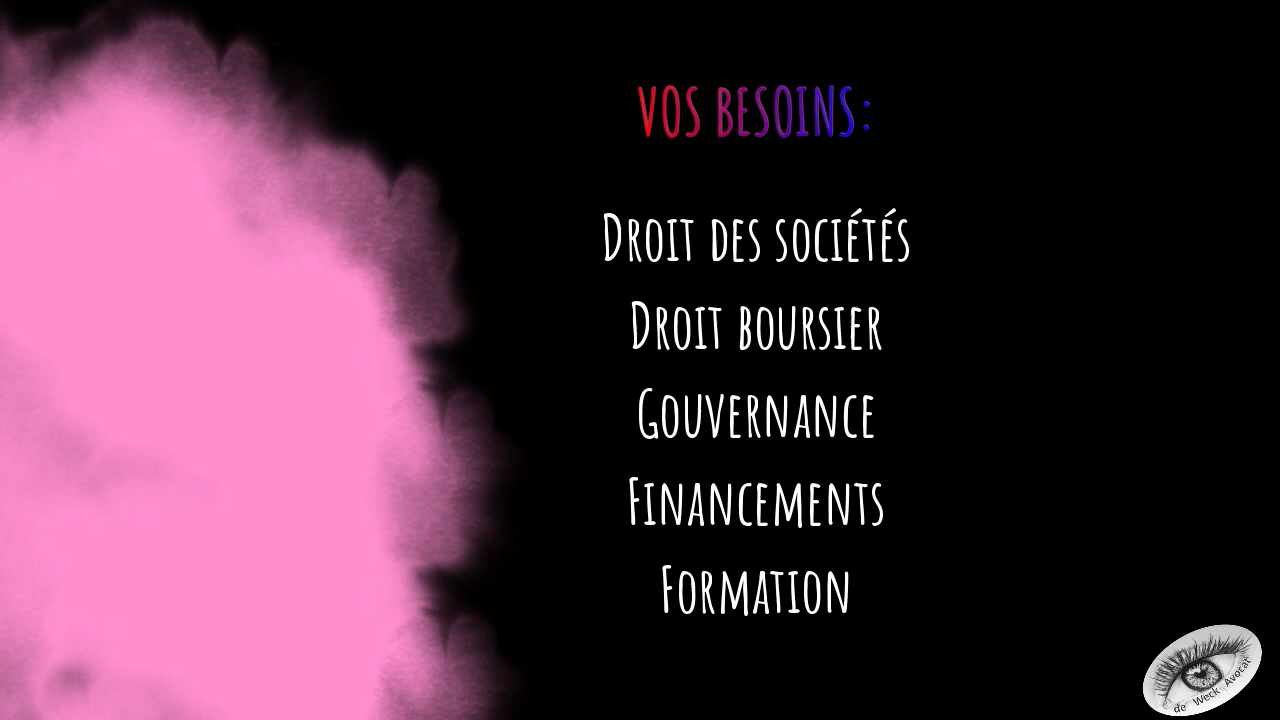 VOS BESOINS:
DROIT DES SOCIÉTÉS
DROIT BOURSIER
GOUVERNANCE
FINANCEMENTS
FORMATION
de Weck Avocat